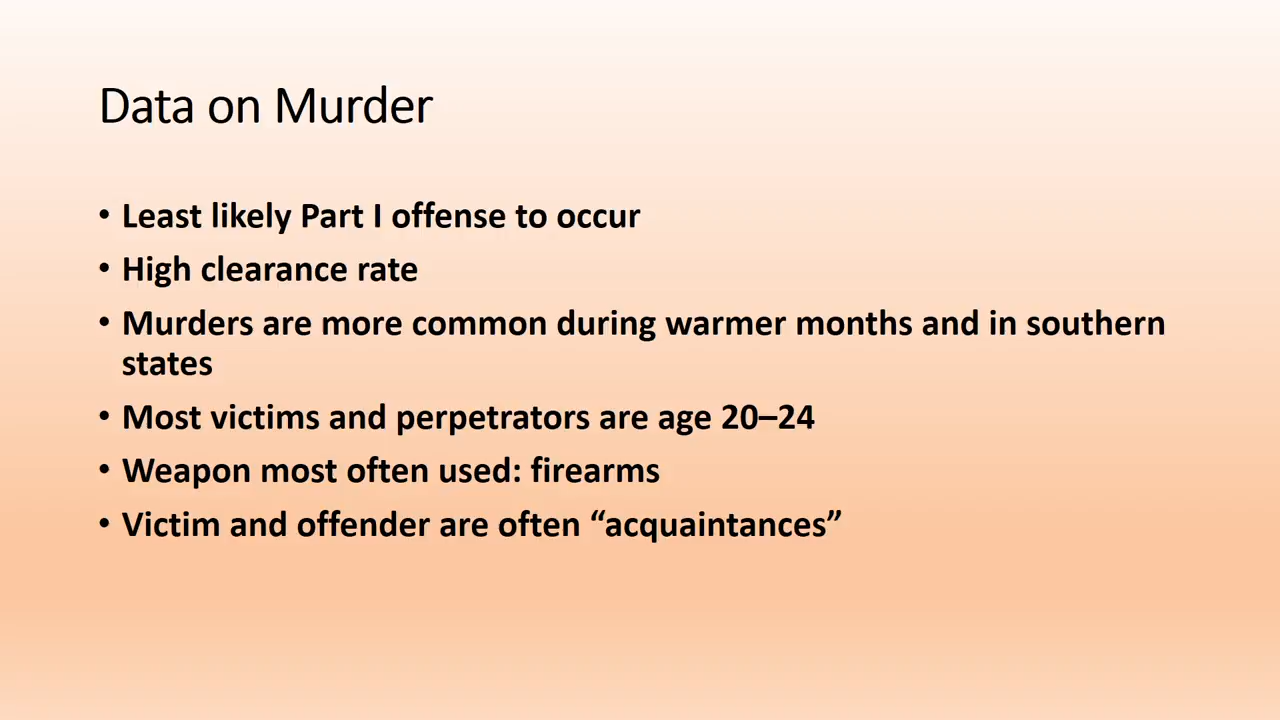 Data on Murder
• Least likely Part I offense to occur
• High clearance rate
• Murders are more common during warmer months and in southern
states
• Most victims and perpetrators are age 20–24
• Weapon most often used: firearms
• Victim and offender are often “acquaintances”